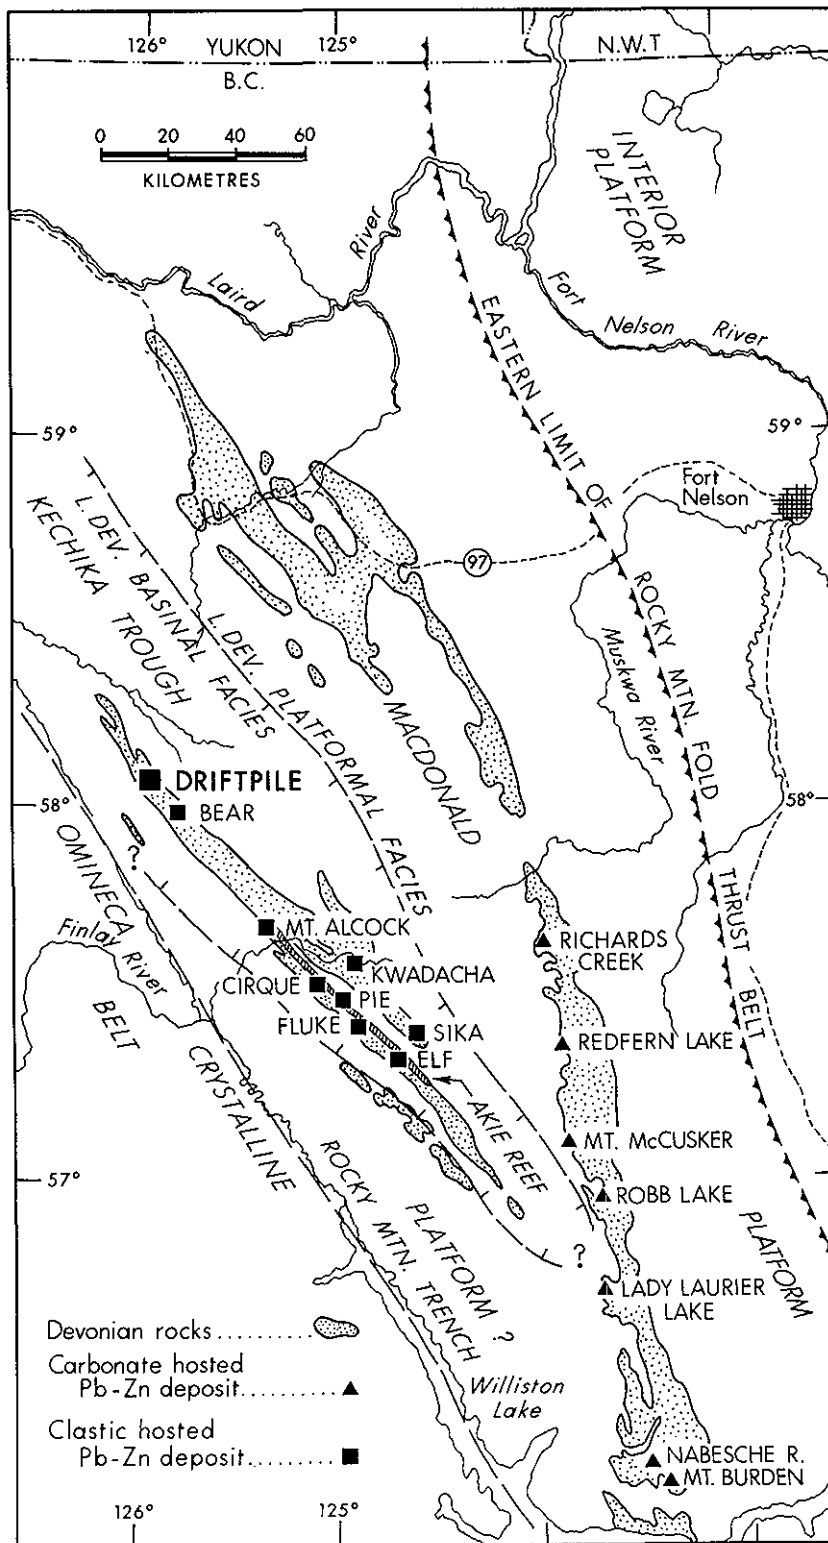 126° 125°
YUKON N.W.T
B.C.
0 20 40 60
KILOMETRES
INTERIOR
PLATFORM
Laird River
Fort Nelson River
EASTERN LIMIT OF ROCKY MTN. FOLD THRUST BELT
59° 59°
Fort
Nelson
97
L. DEV. BASINAL FACIES
KECHIKA TROUGH
L. DEV. PLATFORMAL FACIES
MACDONALD
PLATFORM
Muskwa River
DRIFTPILE
BEAR
58° 58°
?
OMINECA CRYSTALLINE
BELT
Finlay River
MT. ALCOCK
KWADACHA
CIRQUE
PIE
FLUKE
SIKA
ELF
AKIE REEF
RICHARDS
CREEK
REDFERN LAKE
MT. McCUSKER
57°
ROBB LAKE
?
LADY LAURIER
LAKE
PLATFORM ?
ROCKY MTN. TRENCH
Williston
Lake
NABESCHE R.
MT. BURDEN
Devonian rocks..............
Carbonate hosted
Pb-Zn deposit............
Clastic hosted
Pb-Zn deposit............
126° 125°